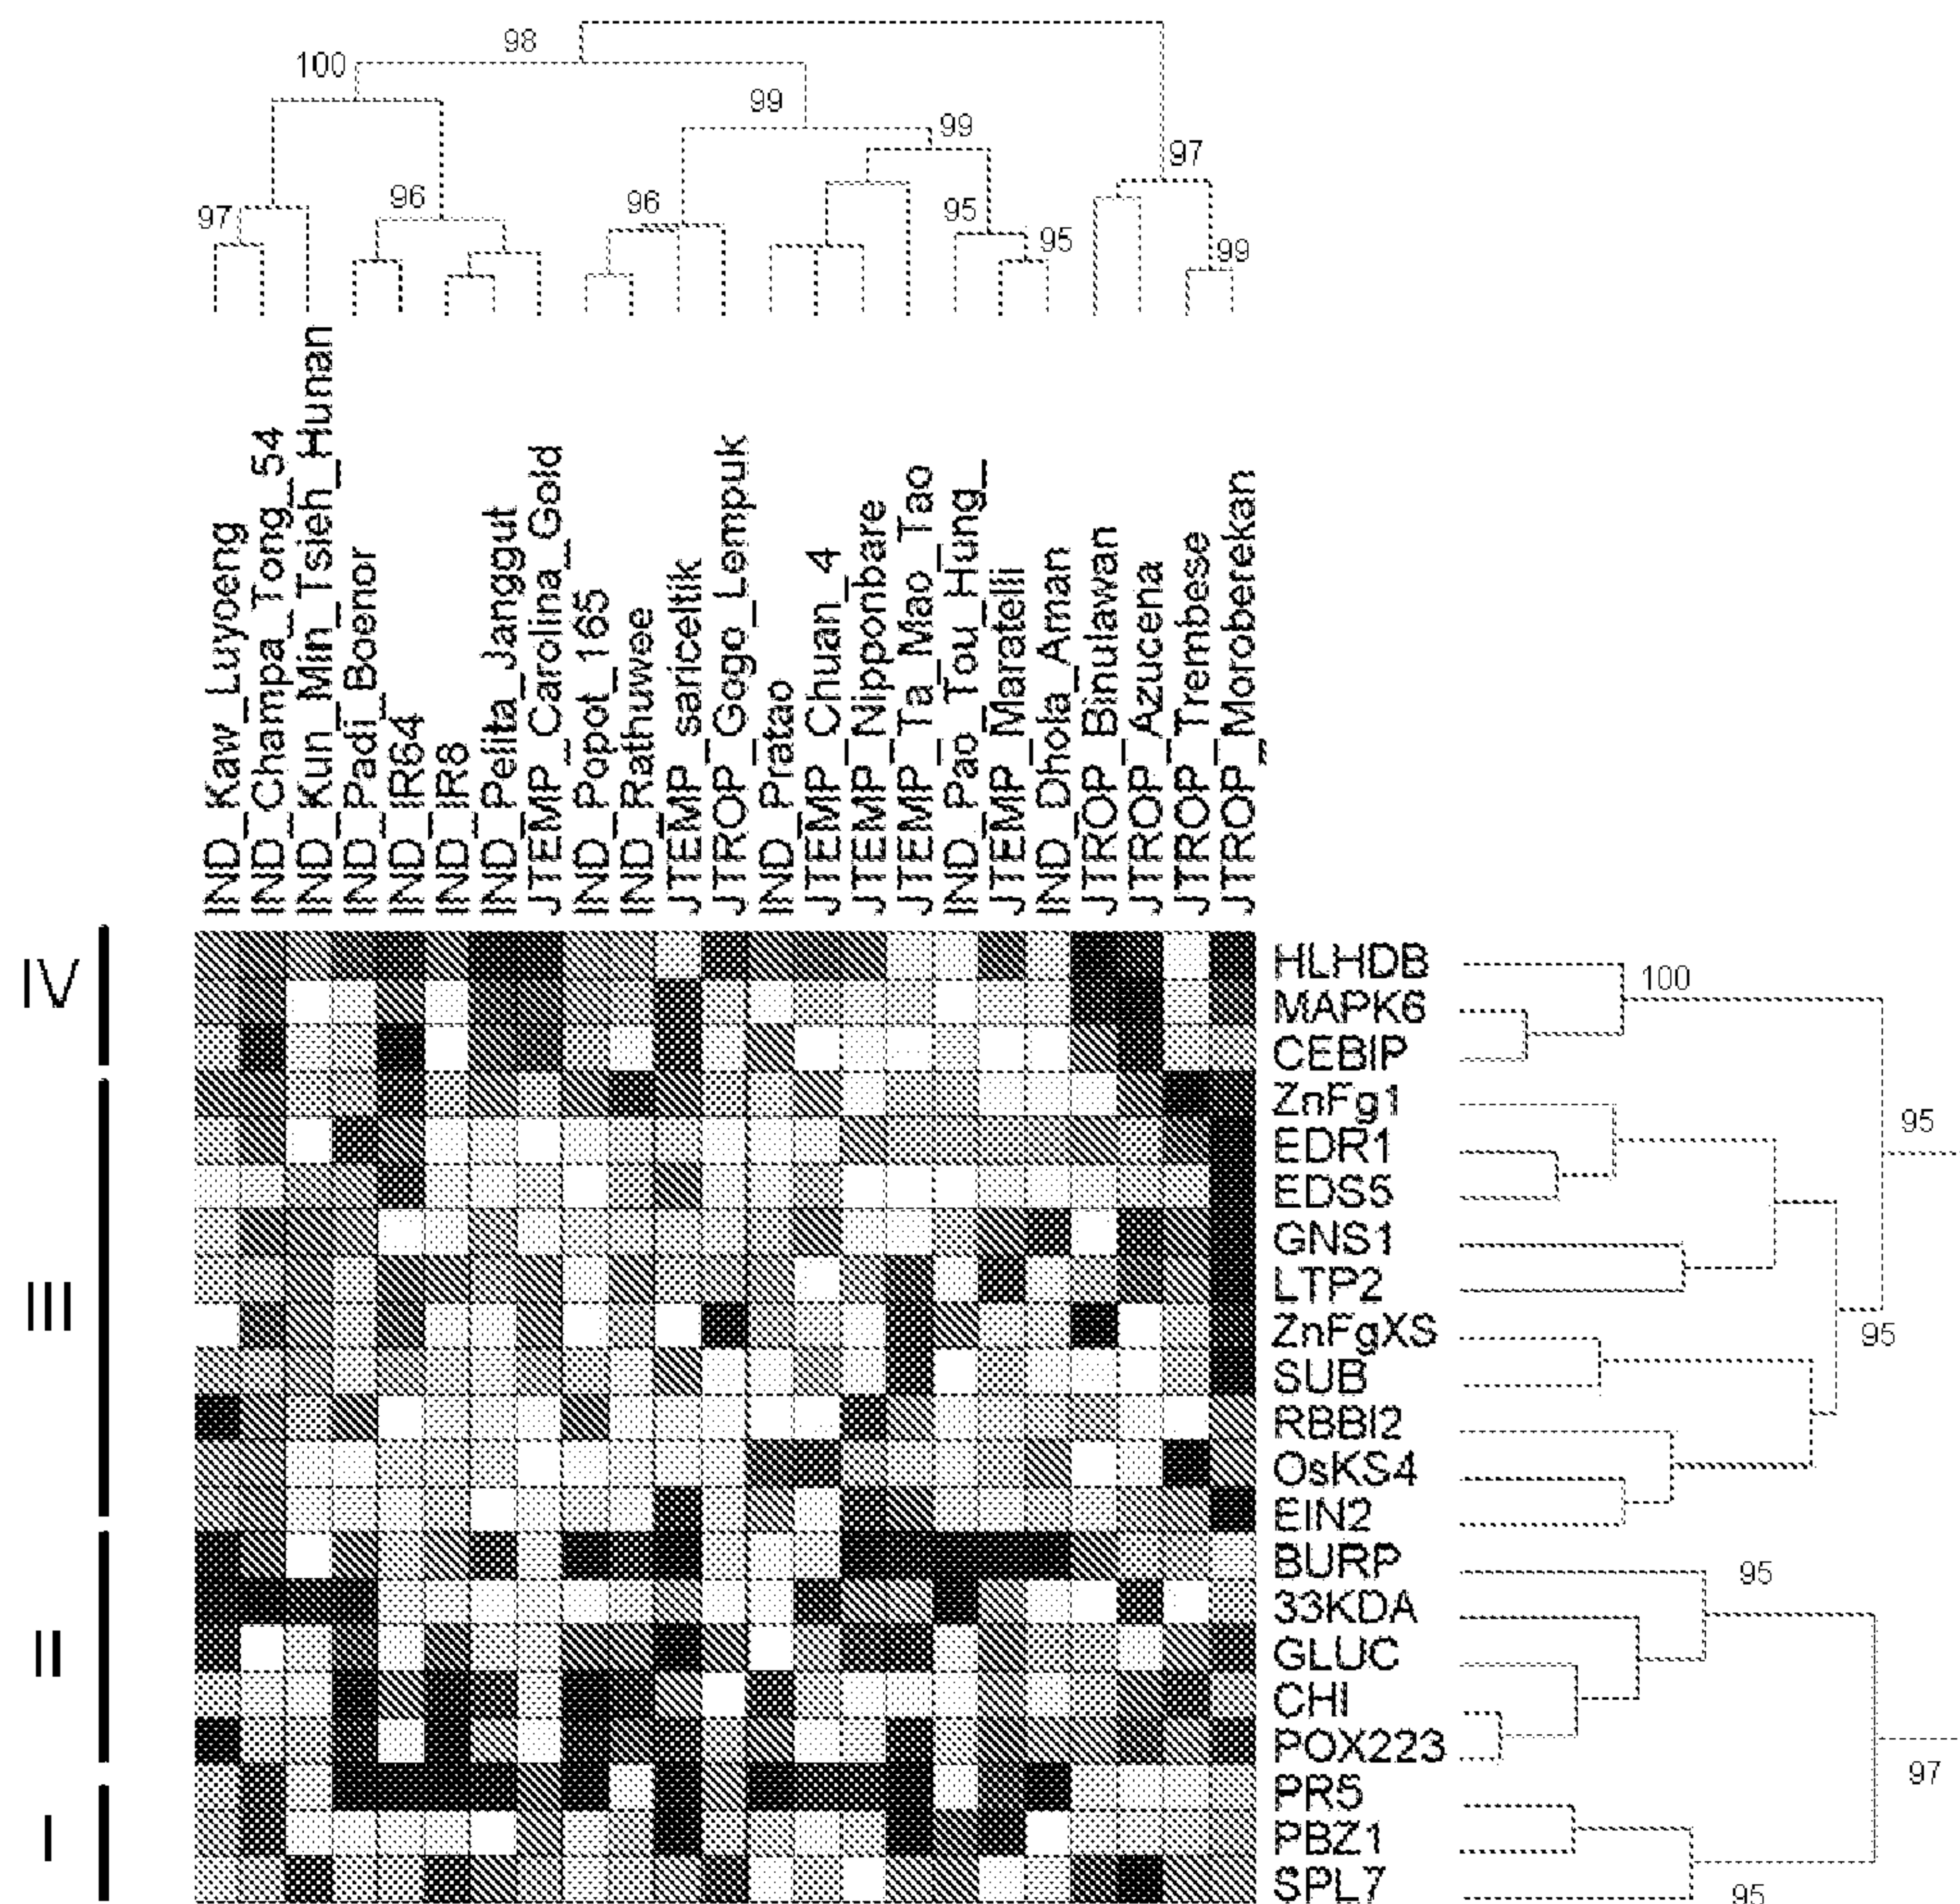 98
100
99
99
97
96
96
97
95
95
99
IND_Kaw_Luyoeng
IND_Champa_Tong_54
IND_Kun_Min_Tsieh_Hunan
IND_Padi_Boenor
IND_IR64
IND_IR8
IND_Pelita_Janggut
JTEMP_Carolina_Gold
IND_Popot_165
IND_Rathuwee
JTEMP_sariceltik
JTROP_Gogo_Lempuk
IND_Pratao
JTEMP_Chuan_4
JTEMP_Nipponbare
JTEMP_Ta_Mao_Tao
IND_Pao_Tou_Hung_
JTEMP_Maratelli
IND_Dhola_Aman
JTROP_Binulawan
JTROP_Azucena
JTROP_Trembese
JTROP_Moroberekan
IV
HLHDB
100
MAPK6
CEBIP
III
ZnFg1
95
EDR1
EDS5
GNS1
LTP2
ZnFgXS
95
SUB
RBBI2
OsKS4
EIN2
II
BURP
95
33KDA
GLUC
CHI
POX223
I
PR5
97
PBZ1
SPL7
95